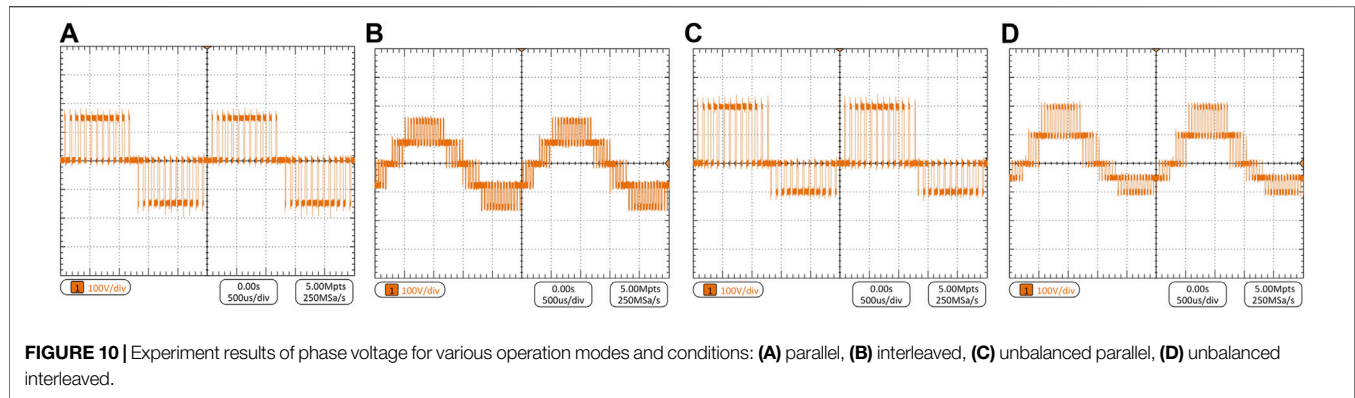 A
B
C
D
1 100V/div
0.00s
500us/div
5.00Mpts
250MSa/s
1 100V/div
0.00s
500us/div
5.00Mpts
250MSa/s
1 100V/div
0.00s
500us/div
5.00Mpts
250MSa/s
1 100V/div
0.00s
500us/div
5.00Mpts
250MSa/s
FIGURE 10 | Experiment results of phase voltage for various operation modes and conditions: (A) parallel, (B) interleaved, (C) unbalanced parallel, (D) unbalanced
interleaved.